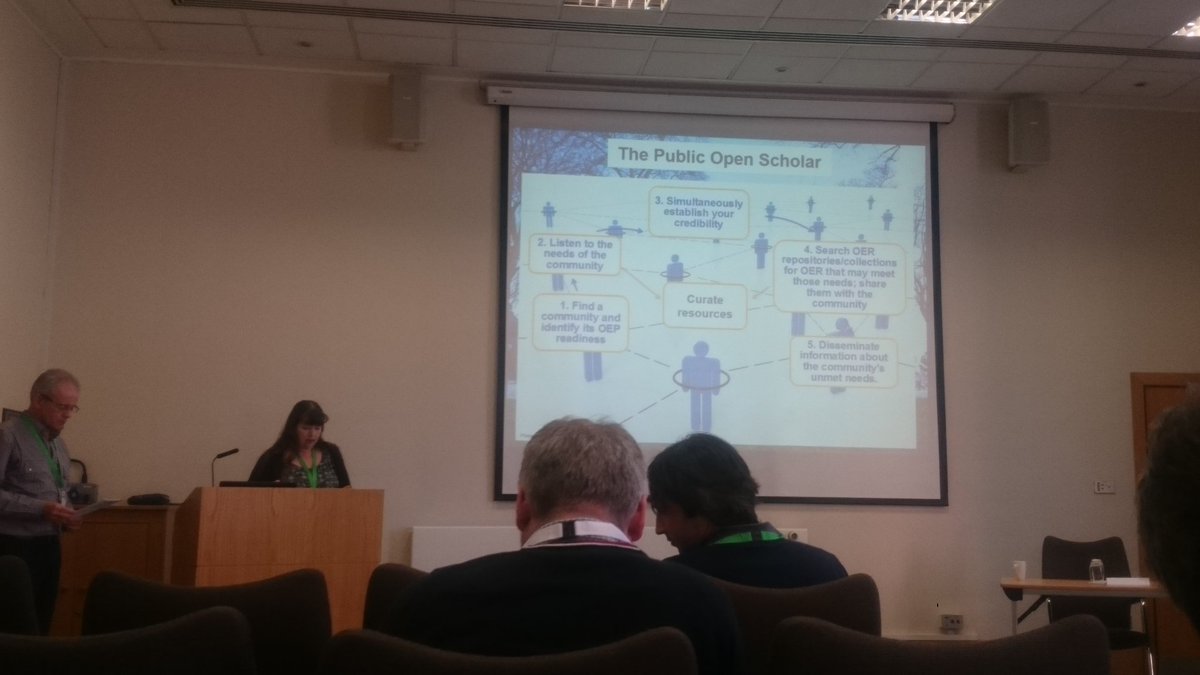 The Public Open Scholar
3. Simultaneously
establish your
credibility
2. Listen to the
needs of the
community
4. Search OER
repositories/collections
for OER that may meet
those needs; share
them with the
community
Curate
resources
1. Find a
community and
identify its OEP
readiness
5. Disseminate
information about
the community's
unmet needs.